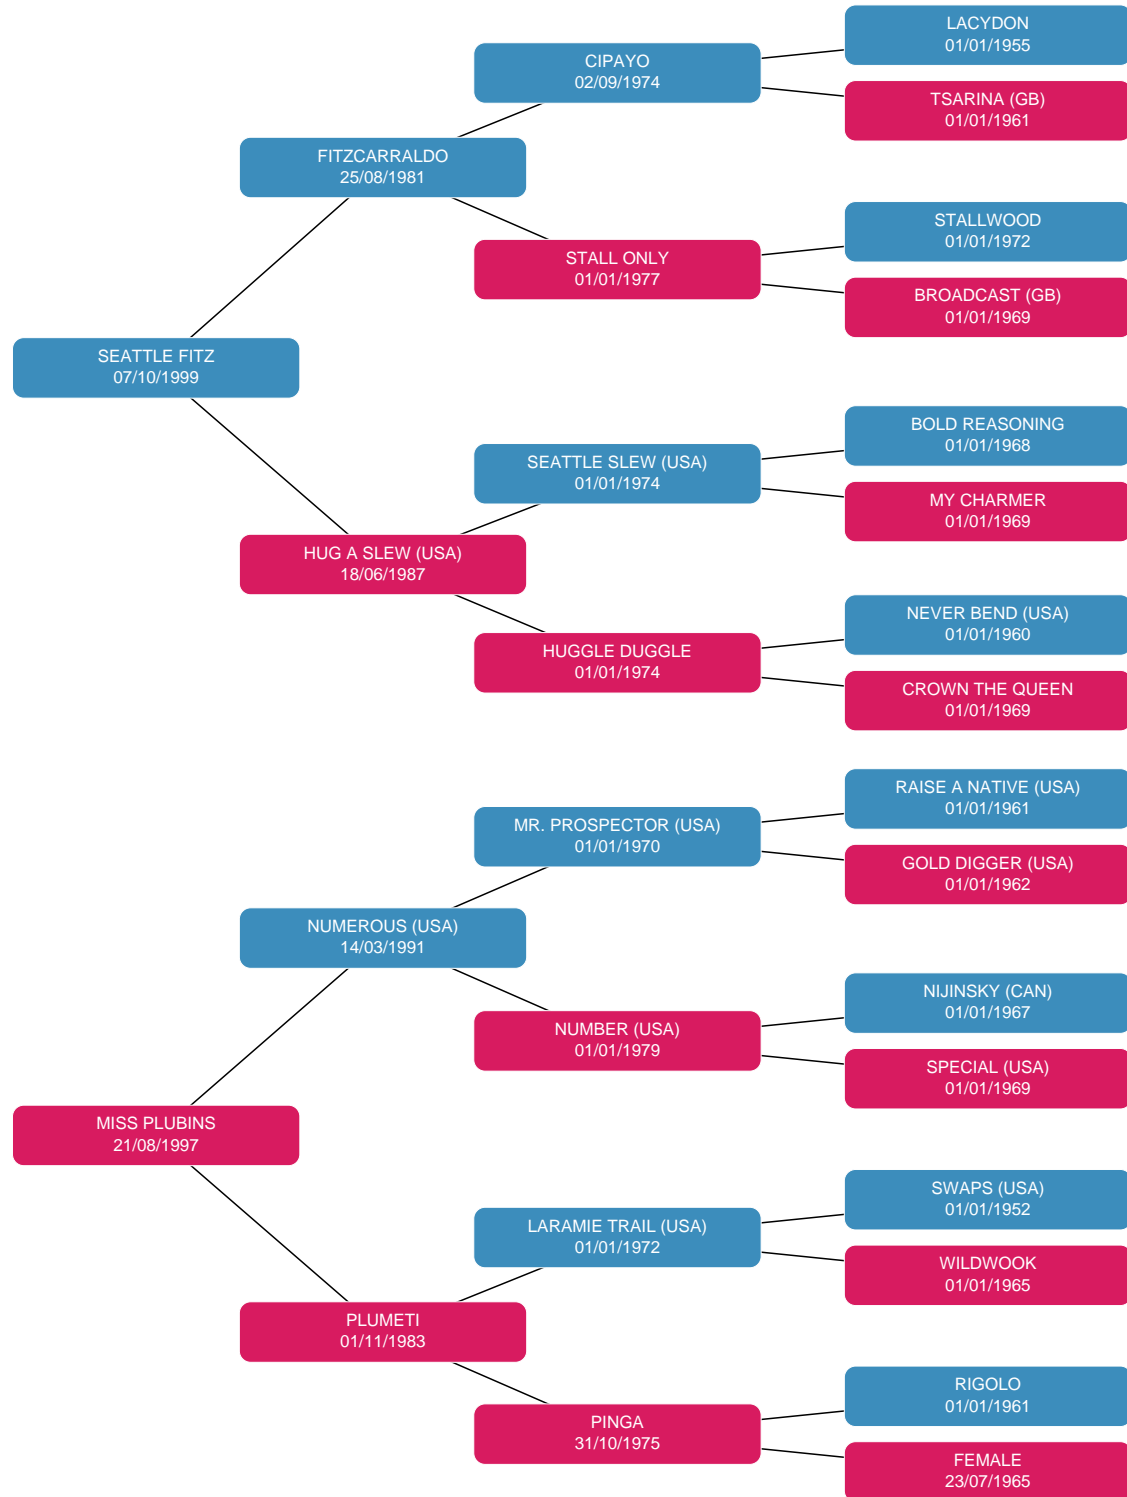 LACYDON
01/01/1955
CIPAYO
02/09/1974
TSARINA (GB)
01/01/1961
FITZCARRALDO
25/08/1981
STALLWOOD
01/01/1972
STALL ONLY
01/01/1977
BROADCAST (GB)
01/01/1969
SEATTLE FITZ
07/10/1999
BOLD REASONING
01/01/1968
SEATTLE SLEW (USA)
01/01/1974
MY CHARMER
01/01/1969
HUG A SLEW (USA)
18/06/1987
NEVER BEND (USA)
01/01/1960
HUGGLE DUGGLE
01/01/1974
CROWN THE QUEEN
01/01/1969
RAISE A NATIVE (USA)
01/01/1961
MR. PROSPECTOR (USA)
01/01/1970
GOLD DIGGER (USA)
01/01/1962
NUMEROUS (USA)
14/03/1991
NIJINSKY (CAN)
01/01/1967
NUMBER (USA)
01/01/1979
SPECIAL (USA)
01/01/1969
MISS PLUBINS
21/08/1997
SWAPS (USA)
01/01/1952
LARAMIE TRAIL (USA)
01/01/1972
WILDWOOK
01/01/1965
PLUMETI
01/11/1983
RIGOLO
01/01/1961
PINGA
31/10/1975
FEMALE
23/07/1965